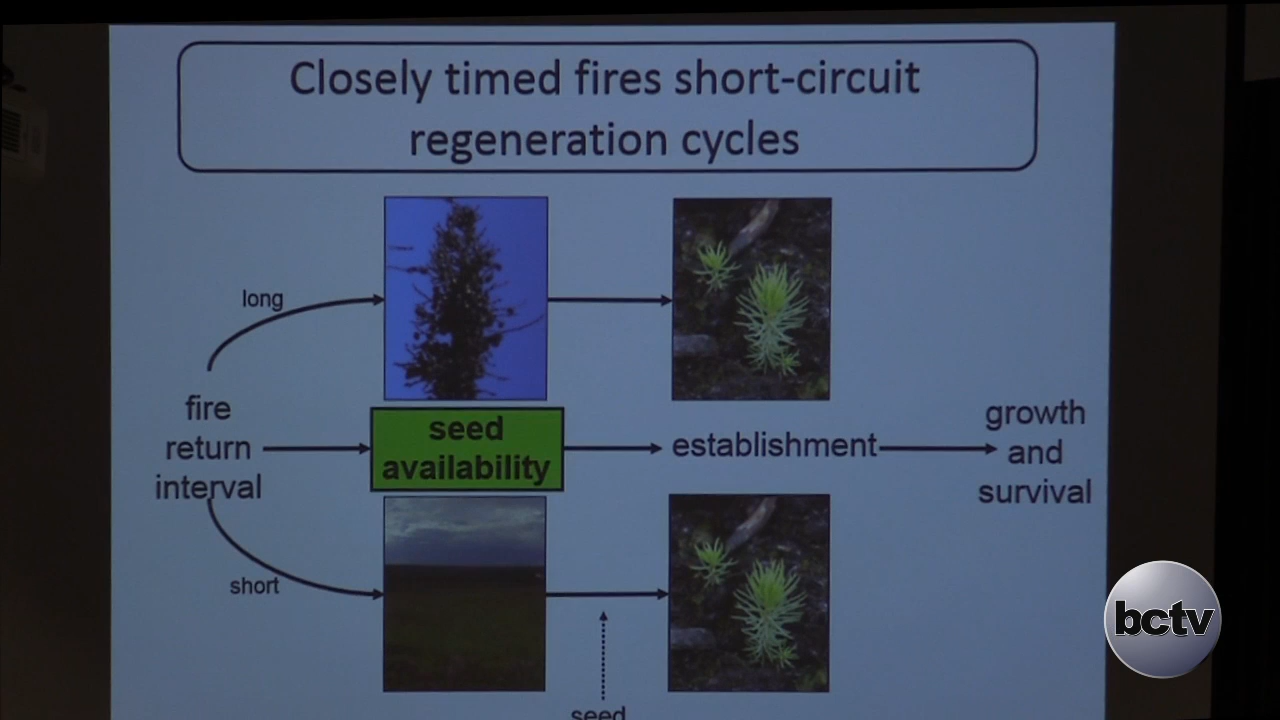 Closely timed fires short-circuit
regeneration cycles
long
fire
return
interval
seed
availability
establishment
growth
and
survival
short
seed
bctv